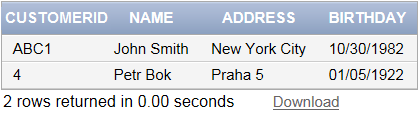 CUSTOMERID NAME ADDRESS BIRTHDAY
ABC1 John Smith New York City 10/30/1982
4 Petr Bok Praha 5 01/05/1922
2 rows returned in 0.00 seconds Download